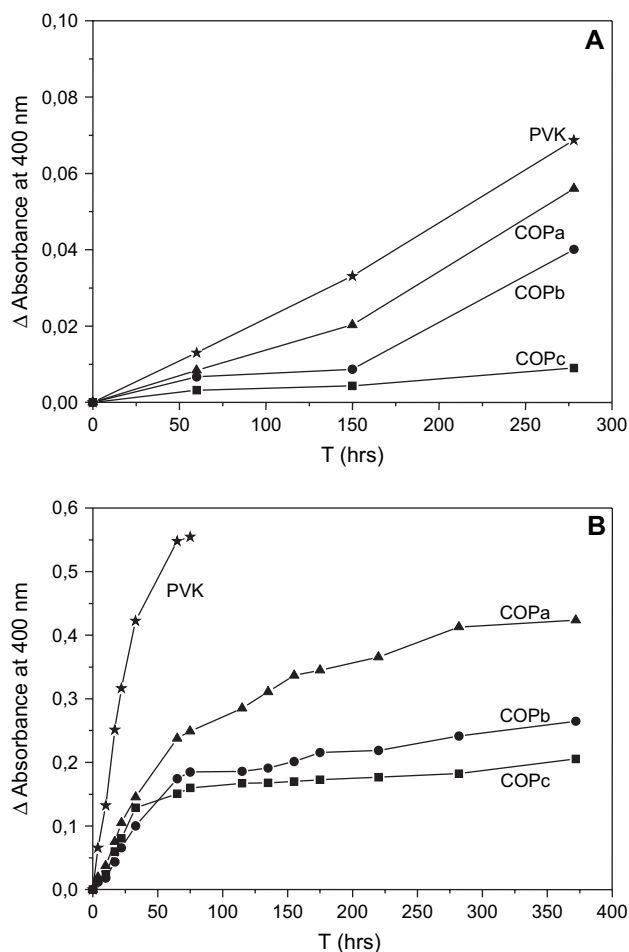 A
Δ Absorbance at 400 nm
0,10
0,08
0,06
0,04
0,02
0,00
PVK
COPa
COPb
COPc
0 50 100 150 200 250 300
T (hrs)
B
Δ Absorbance at 400 nm
0,6
0,5
0,4
0,3
0,2
0,1
0,0
PVK
COPa
COPb
COPc
0 50 100 150 200 250 300 350 400
T (hrs)